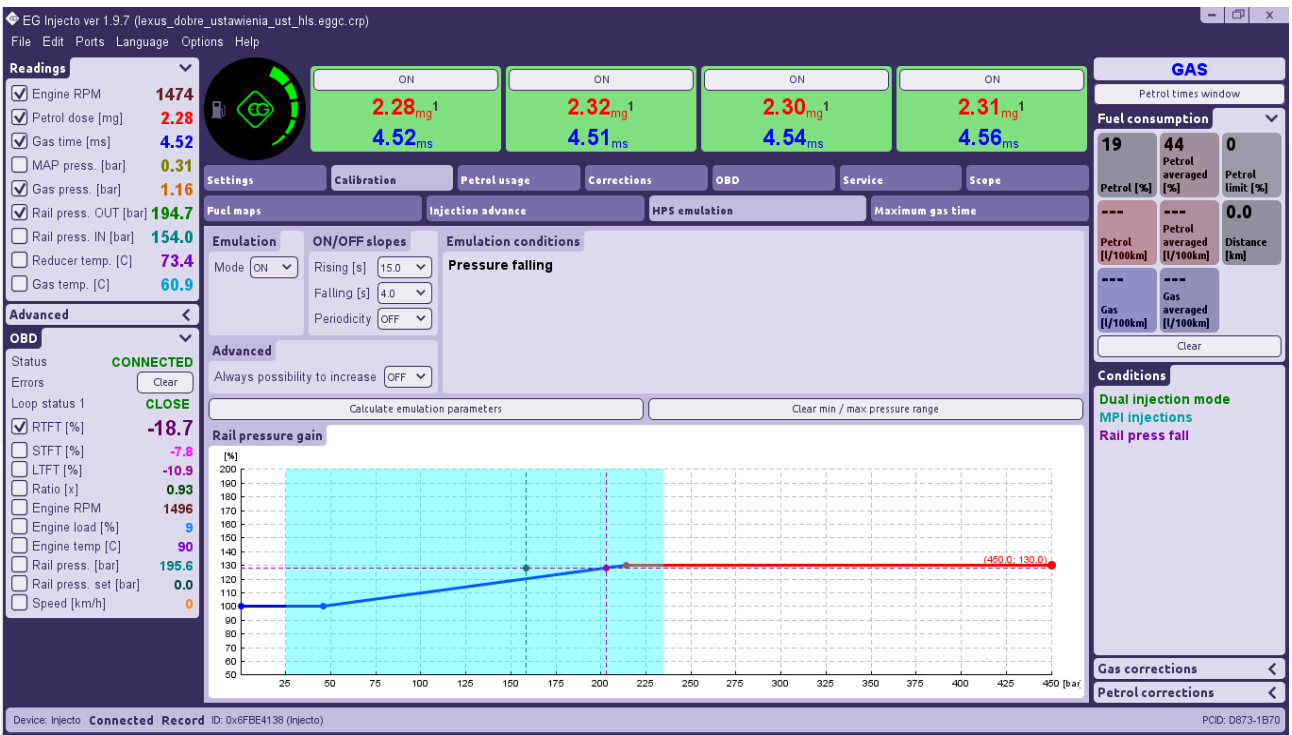 EG Injecto ver 1.9.7 (lexus_dobre_ustawienia_ust_hls.eggc.crp)
File Edit Ports Language Options Help
Readings
Engine RPM 1474
Petrol dose [mg] 2.28
Gas time [ms] 4.52
MAP press. [bar] 0.31
Gas press. [bar] 1.16
Rail press. OUT [bar] 194.7
Rail press. IN [bar] 154.0
Reducer temp. [C] 73.4
Gas temp. [C] 60.9
Advanced
OBD
Status CONNECTED
Errors Clear
Loop status 1 CLOSE
RTFT [%] -18.7
STFT [%] -7.8
LTFT [%] -10.9
Ratio [x] 0.93
Engine RPM 1496
Engine load [%] 9
Engine temp [C] 90
Rail press. [bar] 195.6
Rail press. set [bar] 0.0
Speed [km/h] 0
EG
ON ON ON ON
2.28mg1 2.32mg1 2.30mg1 2.31mg1
4.52ms 4.51ms 4.54ms 4.56ms
Settings Calibration Petrol usage Corrections OBD Service Scope
Fuel maps Injection advance HPS emulation Maximum gas time
Emulation
Mode ON
ON/OFF slopes
Rising [s] 15.0
Falling [s] 4.0
Periodicity OFF
Emulation conditions
Pressure falling
Advanced
Always possibility to increase OFF
Calculate emulation parameters Clear min / max pressure range
Rail pressure gain
[%]
200
190
180
170
160
150
140
130
120
110
100
90
80
70
60
50
(450.0; 130.0)
25 50 75 100 125 150 175 200 225 250 275 300 325 350 375 400 425 450 [bar]
GAS
Petrol times window
Fuel consumption
19 44 0
Petrol [%] Petrol averaged [%] Petrol limit [%]
--- --- 0.0
Petrol [l/100km] Petrol averaged [l/100km] Distance [km]
--- ---
Gas [l/100km] Gas averaged [l/100km]
Clear
Conditions
Dual injection mode
MPI injections
Rail press fall
Gas corrections
Petrol corrections
Device: Injecto Connected Record ID: 0x6FBE4138 (Injecto) PCID: D873-1B70